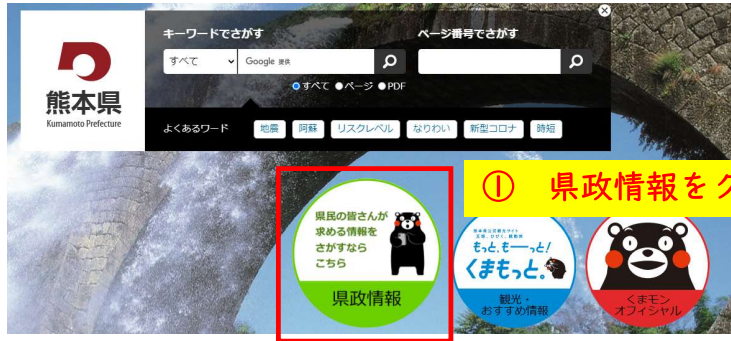 キーワードでさがす
ページ番号でさがす
すべて
Google 提供
すべて ページ PDF
熊本県
Kumamoto Prefecture
よくあるワード 地震 阿蘇 リスクレベル なりわい 新型コロナ 時短
① 県政情報をク
県民の皆さんが
求める情報を
さがすなら
こちら
県政情報
もっと、もーっと!
くまもっと。
観光・
おすすめ情報
くまモン
オフィシャル